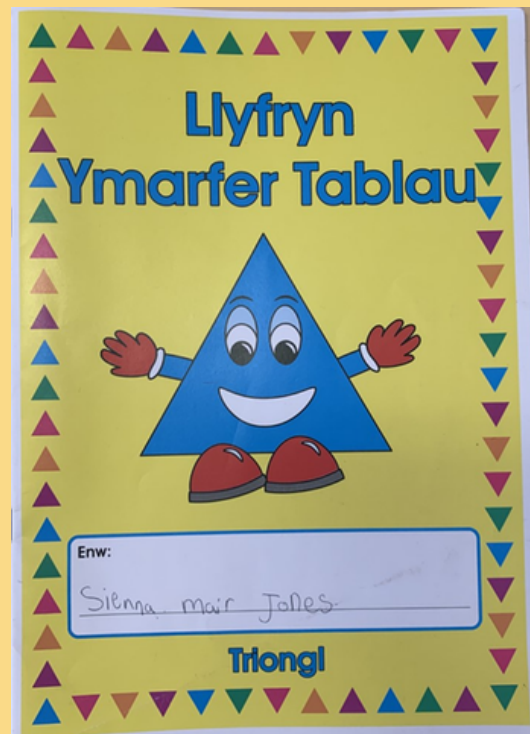 Llyfryn
Ymarfer Tablau
Enw:
Sienna mair Jones
Triongl